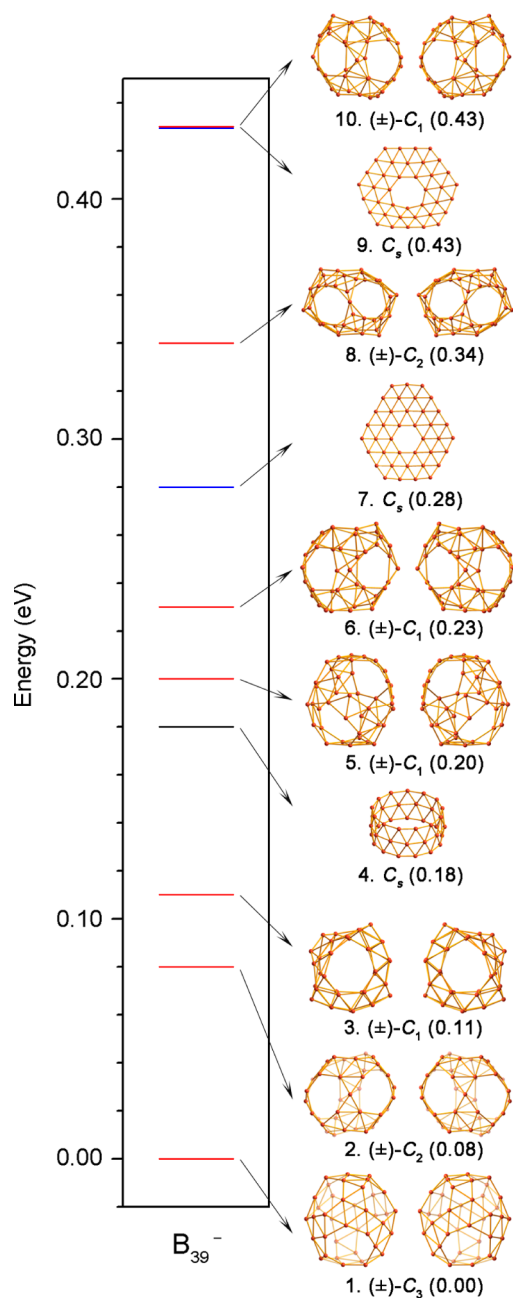 10. (±)-C₁ (0.43)
0.40
9. Cₛ (0.43)
8. (±)-C₂ (0.34)
0.30
7. Cₛ (0.28)
6. (±)-C₁ (0.23)
Energy (eV)
0.20
5. (±)-C₁ (0.20)
4. Cₛ (0.18)
0.10
3. (±)-C₁ (0.11)
2. (±)-C₂ (0.08)
0.00
B₃₉⁻
1. (±)-C₃ (0.00)